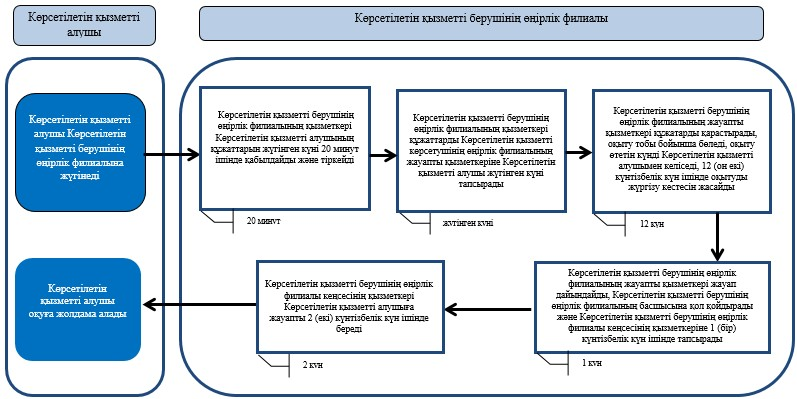 Көрсетілетін қызметті
алушы
Көрсетілетін қызметті берушінің өңірлік филиалы
Көрсетілетін қызметті
алушы Көрсетілетін
қызметті берушінің
өңірлік филиалына
жүгінеді
Көрсетілетін қызметті берушінің
өңірлік филиалының қызметкері
Көрсетілетін қызметті алушының
құжаттарын жүгінген күні 20 минут
ішінде қабылдайды және тіркейді
20 минут
Көрсетілетін қызметті берушінің
өңірлік филиалының қызметкері
құжаттарды Көрсетілетін қызметті
көрсетушінің өңірлік филиалының
жауапты қызметкеріне Көрсетілетін
қызметті алушы жүгінген күні
тапсырады
жүгінген күні
Көрсетілетін қызметті берушінің
өңірлік филиалының жауапты
қызметкері құжатарды қарастырады,
оқыту тобы бойынша бөледі, оқыту
өтетін күнді Көрсетілетін қызметті
алушымен келіседі, 12 (он екі)
күнтізбелік күн ішінде оқытуды
жүргізу кестесін жасайды
12 күн
Көрсетілетін қызметті берушінің өңірлік
филиалының жауапты қызметкері жауап
дайындайды, Көрсетілетін қызметті берушінің
өңірлік филиалының басшысына қол қойдырады
және Көрсетілетін қызметті берушінің өңірлік
филиалы кеңсесінің қызметкеріне 1 (бір)
күнтізбелік күн ішінде тапсырады
1 күн
Көрсетілетін қызметті берушінің өңірлік
филиалы кеңсесінің қызметкері
Көрсетілетін қызметті алушыға
жауапты 2 (екі) күнтізбелік күн ішінде
береді
2 күн
Көрсетілетін
қызметті алушы
оқуға жолдама алады